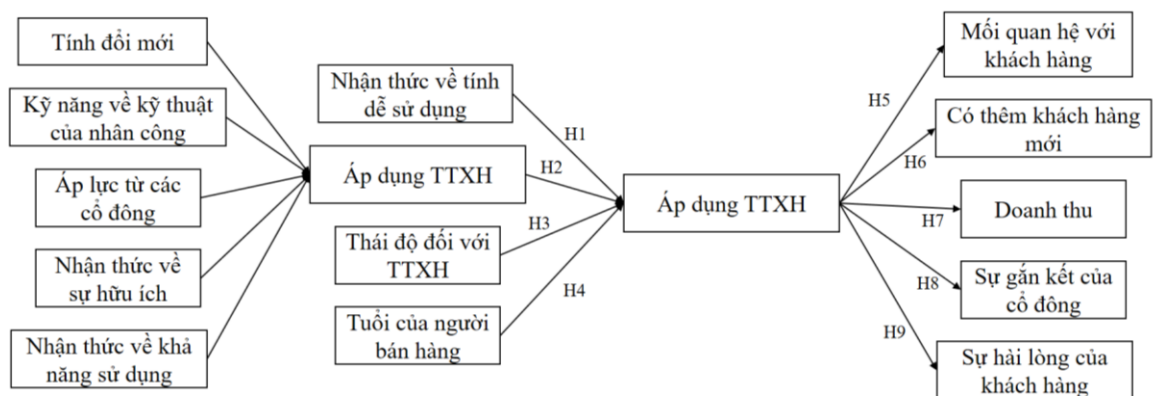 Tính đổi mới
Kỹ năng về kỹ thuật
của nhân công
Áp lực từ các
cổ đông
Nhận thức về
sự hữu ích
Nhận thức về khả
năng sử dụng
Nhận thức về tính
dễ sử dụng
Áp dụng TTXH
Thái độ đối với
TTXH
Tuổi của người
bán hàng
H1
H2
H3
H4
Áp dụng TTXH
H5
H6
H7
H8
H9
Mối quan hệ với
khách hàng
Có thêm khách hàng
mới
Doanh thu
Sự gắn kết của
cổ đông
Sự hài lòng của
khách hàng